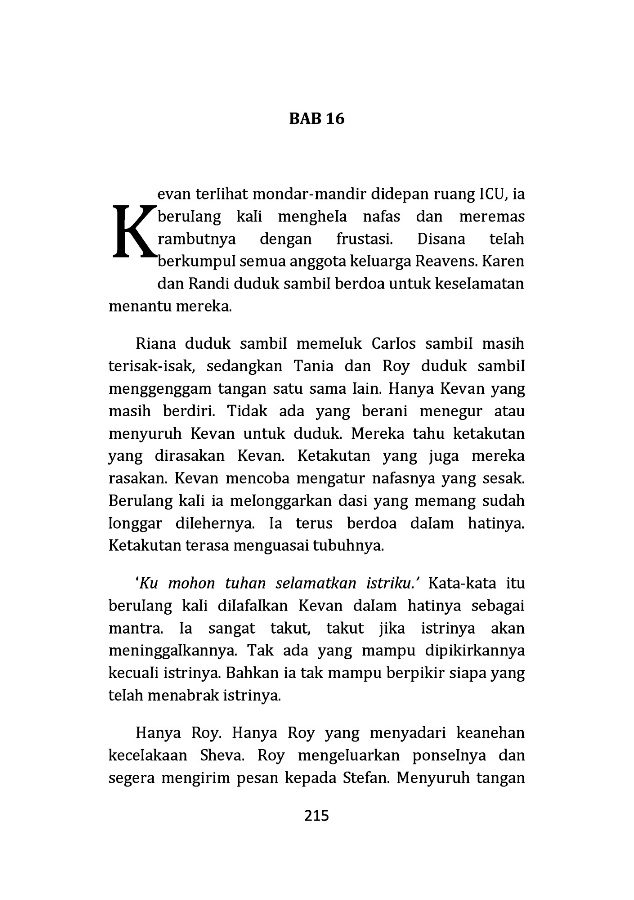 BAB 16
Kevan terlihat mondar-mandir didepan ruang ICU, ia
berulang kali menghela nafas dan meremas
rambutnya dengan frustasi. Disana telah
berkumpul semua anggota keluarga Reavens. Karen
dan Randi duduk sambil berdoa untuk keselamatan
menantu mereka.
Riana duduk sambil memeluk Carlos sambil masih
terisak-isak, sedangkan Tania dan Roy duduk sambil
menggenggam tangan satu sama lain. Hanya Kevan yang
masih berdiri. Tidak ada yang berani menegur atau
menyuruh Kevan untuk duduk. Mereka tahu ketakutan
yang dirasakan Kevan. Ketakutan yang juga mereka
rasakan. Kevan mencoba mengatur nafasnya yang sesak.
Berulang kali ia melonggarkan dasi yang memang sudah
longgar dilehernya. Ia terus berdoa dalam hatinya.
Ketakutan terasa menguasai tubuhnya.
'Ku mohon tuhan selamatkan istriku.' Kata-kata itu
berulang kali dilafalkan Kevan dalam hatinya sebagai
mantra. Ia sangat takut, takut jika istrinya akan
meninggalkannya. Tak ada yang mampu dipikirkannya
kecuali istrinya. Bahkan ia tak mampu berpikir siapa yang
telah menabrak istrinya.
Hanya Roy. Hanya Roy yang menyadari keanehan
kecelakaan Sheva. Roy mengeluarkan ponselnya dan
segera mengirim pesan kepada Stefan. Menyuruh tangan
215